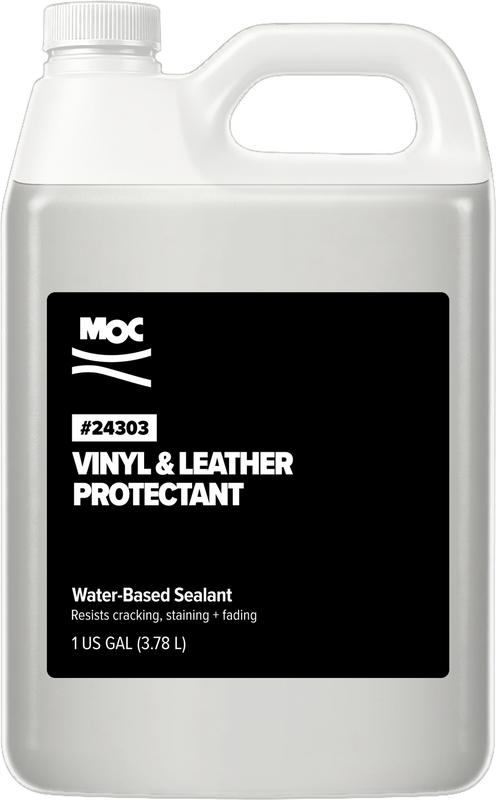 MOC
#24303
VINYL & LEATHER
PROTECTANT
Water-Based Sealant
Resists cracking, staining + fading
1 US GAL (3.78 L)